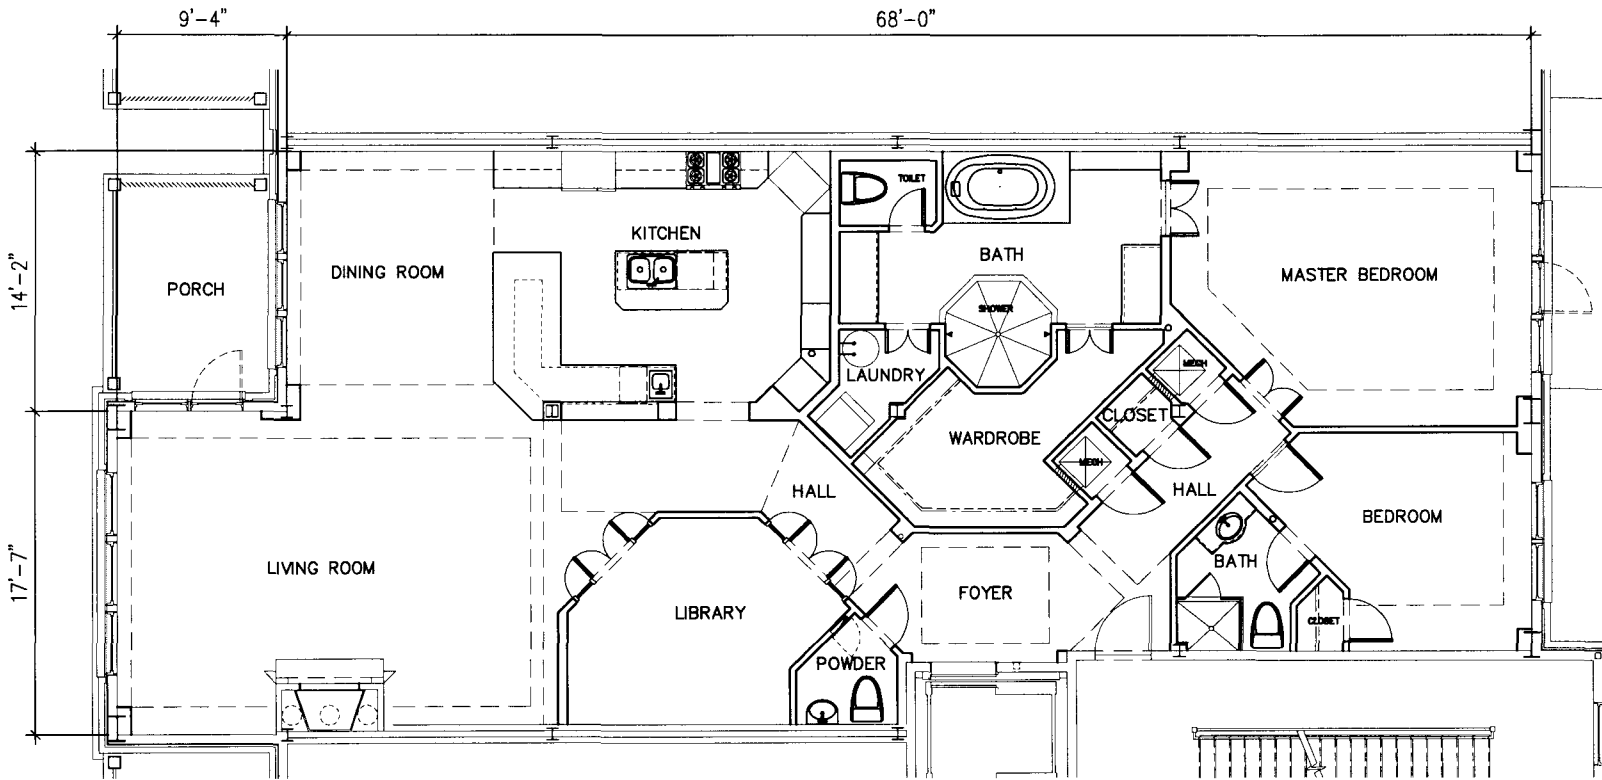 9'-4"
68'-0"
TOILET
KITCHEN
BATH
DINING ROOM
MASTER BEDROOM
PORCH
14'-2"
SHOWER
MECH
LAUNDRY
CLOSET
WARDROBE
MECH
HALL
HALL
BEDROOM
BATH
LIVING ROOM
17'-7"
FOYER
LIBRARY
CLOSET
POWDER